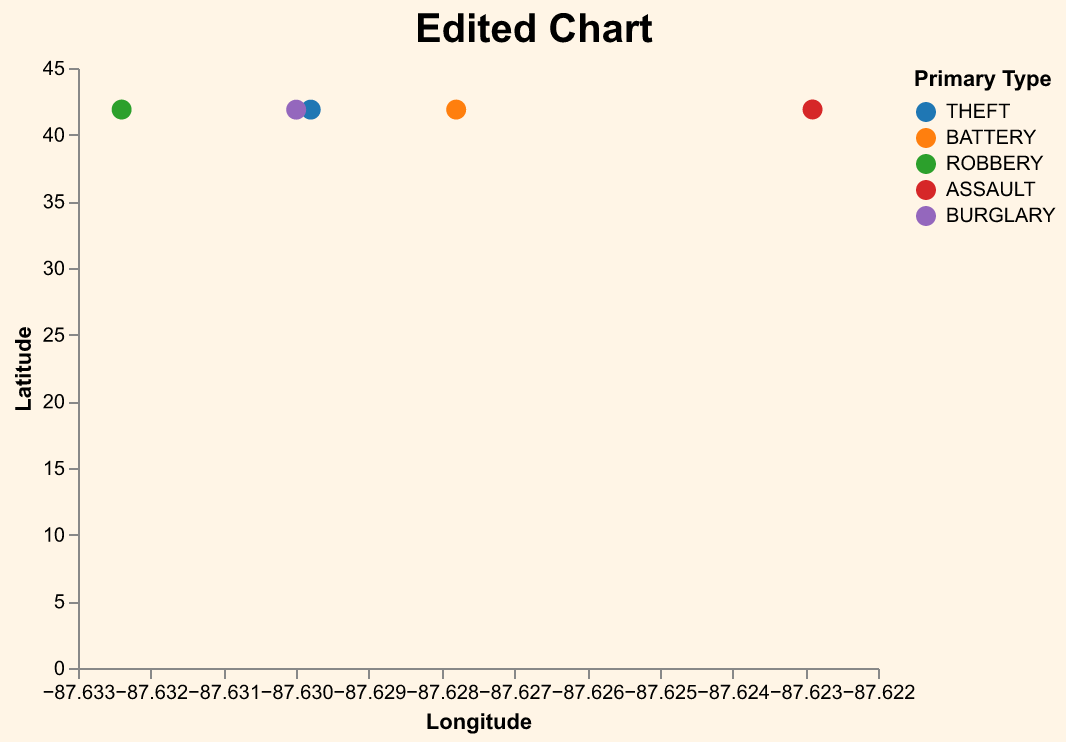 Edited Chart
45
40
35
30
25
20
15
10
5
0
Latitude
−87.633 −87.632 −87.631 −87.630 −87.629 −87.628 −87.627 −87.626 −87.625 −87.624 −87.623 −87.622
Longitude
Primary Type
THEFT
BATTERY
ROBBERY
ASSAULT
BURGLARY